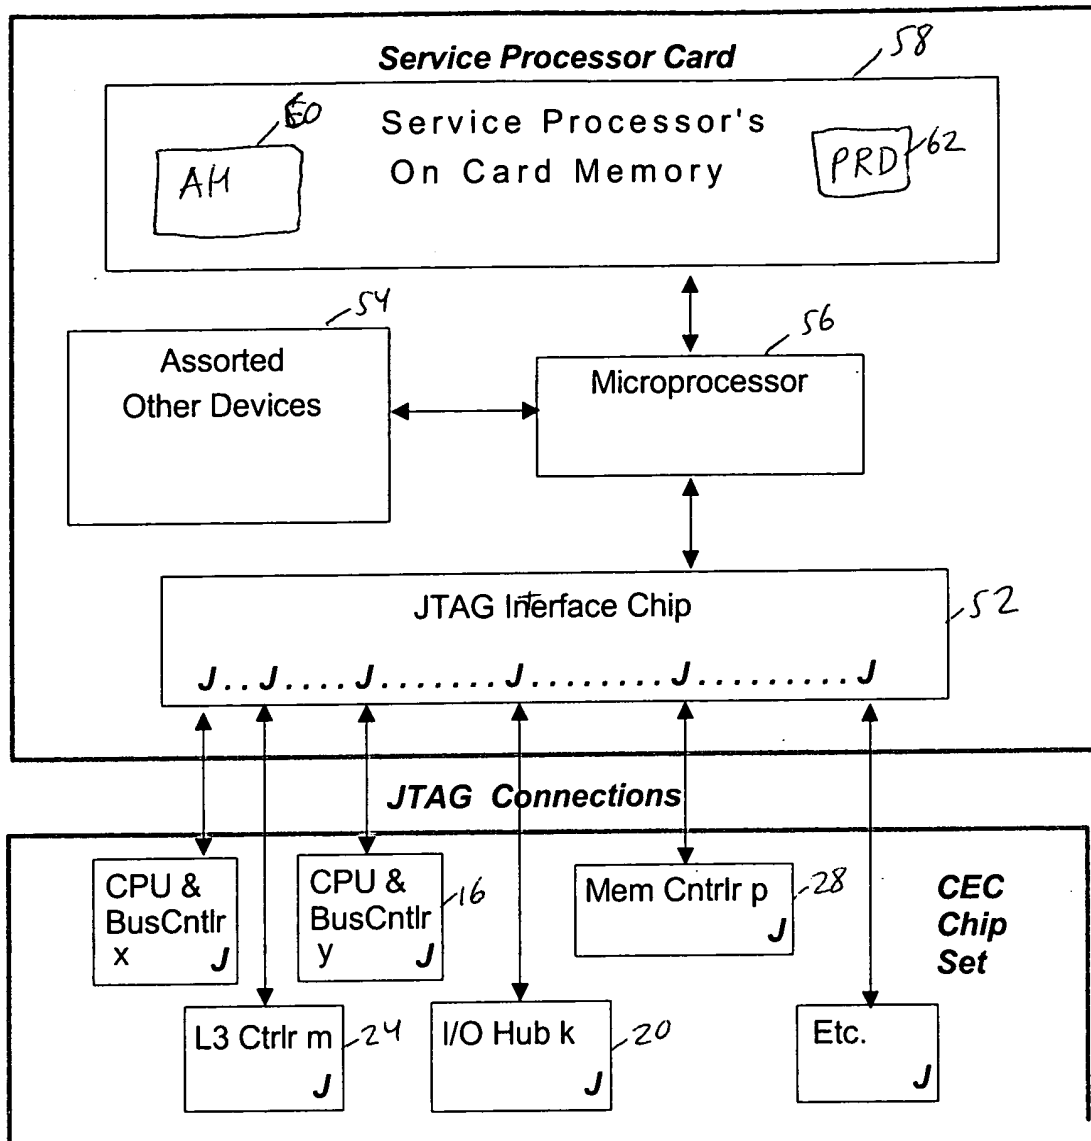 Service Processor Card
58
60
Service Processor's
On Card Memory
AH
PRD
62
54
56
Assorted
Other Devices
Microprocessor
JTAG Interface Chip
52
J..J....J.......J........J.........J
JTAG Connections
CPU &
BusCntlr
x
J
CPU &
BusCntlr
y
J
16
Mem Cntrlr p
J
28
CEC
Chip
Set
L3 Ctrlr m
J
24
I/O Hub k
J
20
Etc.
J